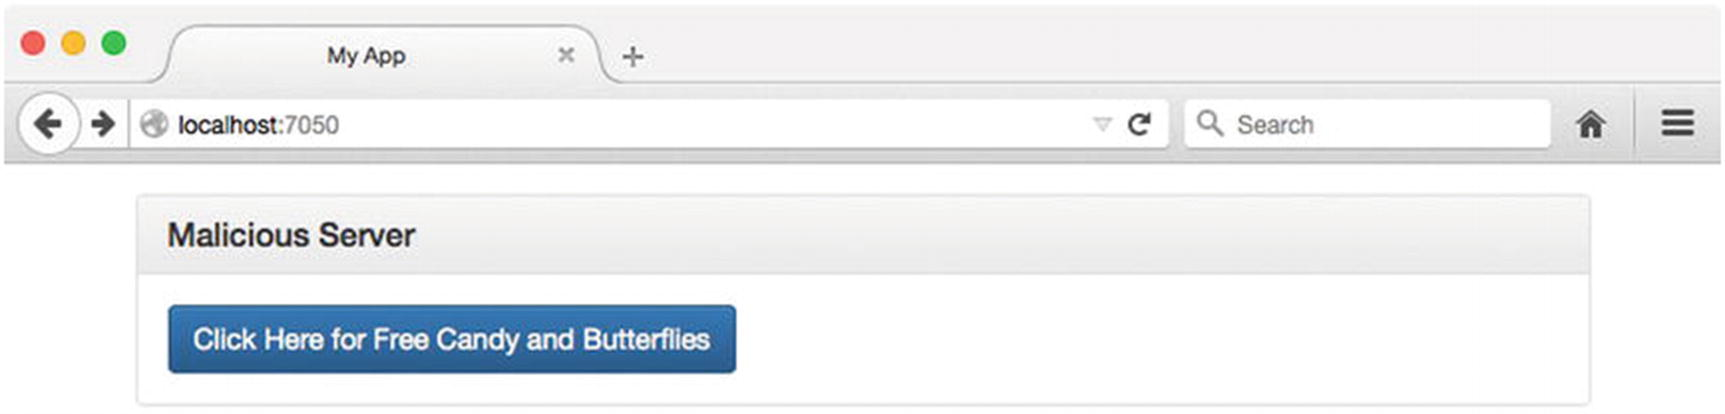 My App
localhost:7050
Search
Malicious Server
Click Here for Free Candy and Butterflies